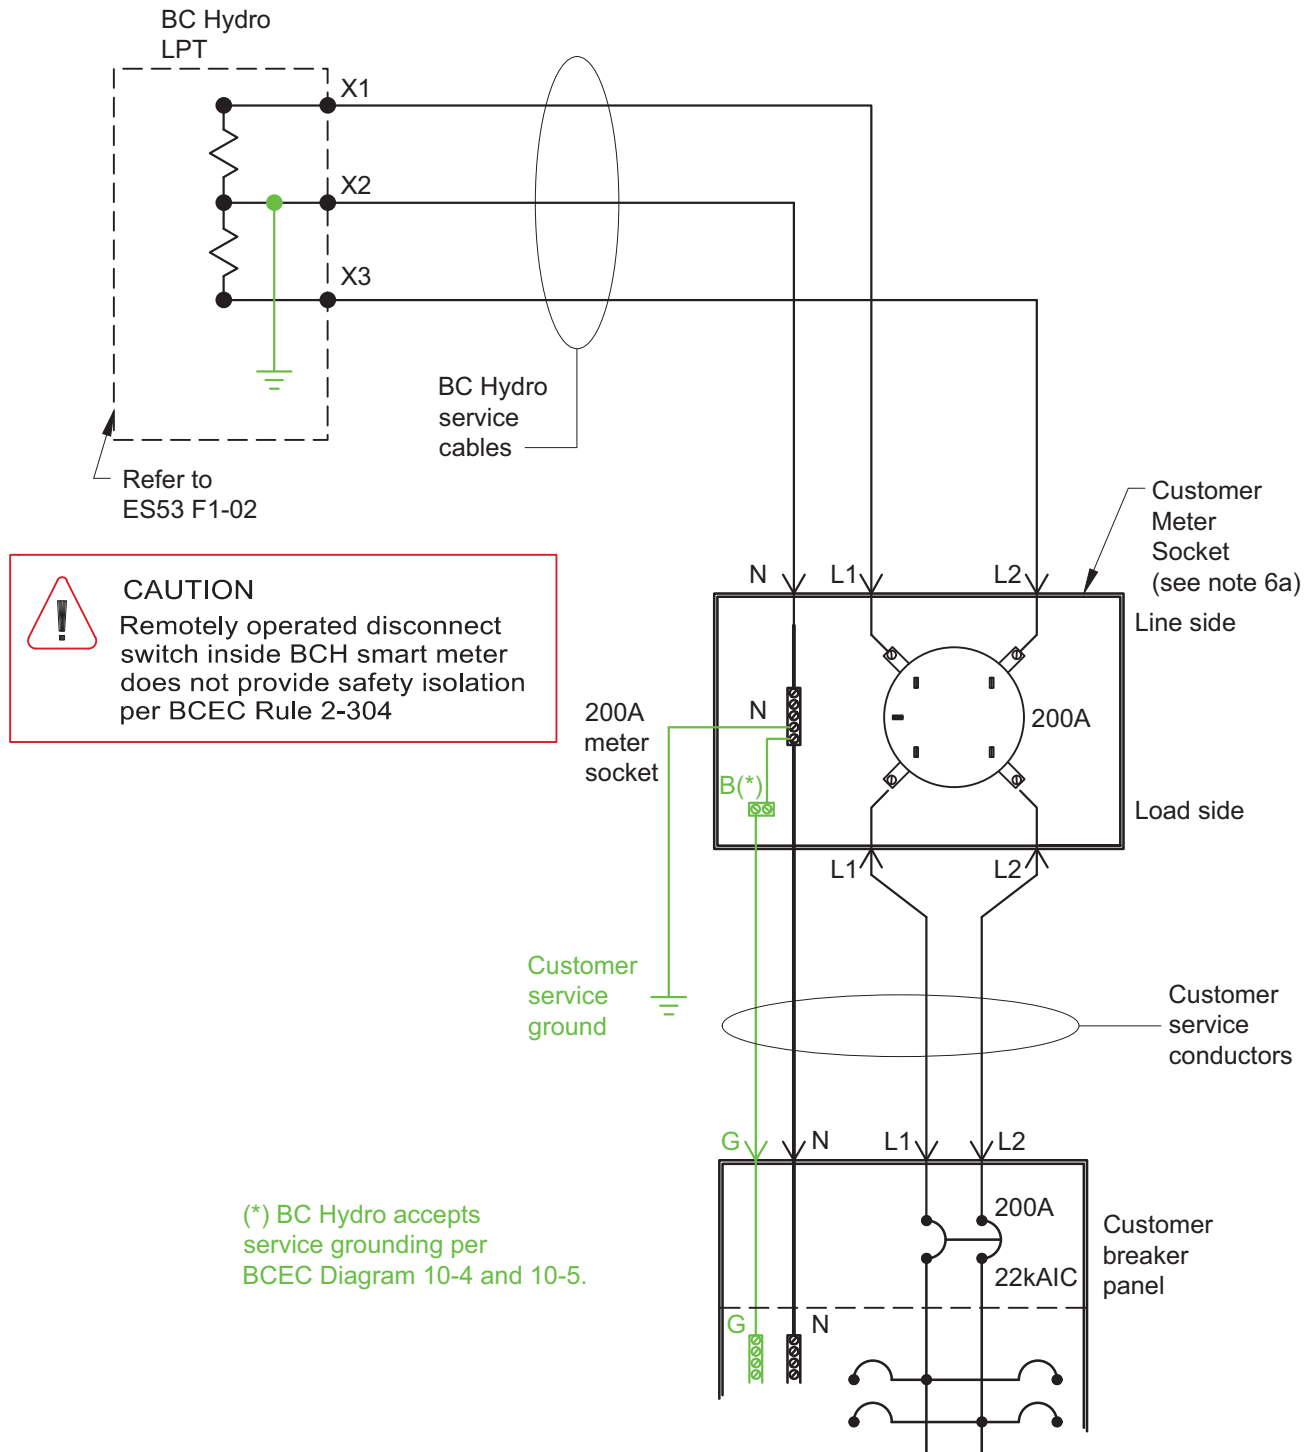 BC Hydro
LPT
X1
X2
X3
BC Hydro
service
cables
Refer to
ES53 F1-02
Customer
Meter
Socket
(see note 6a)
CAUTION
Remotely operated disconnect
switch inside BCH smart meter
does not provide safety isolation
per BCEC Rule 2-304
N
L1
L2
Line side
200A
meter
socket
N
200A
B(*)
Load side
L1
L2
Customer
service
ground
Customer
service
conductors
G
N
L1
L2
(*) BC Hydro accepts
service grounding per
BCEC Diagram 10-4 and 10-5.
200A
22kAIC
Customer
breaker
panel
G
N